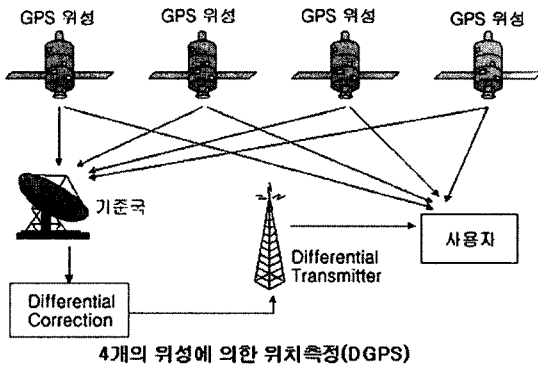 GPS 위성
GPS 위성
GPS 위성
GPS 위성
기준국
Differential
Transmitter
사용자
Differential
Correction
4개의 위성에 의한 위치측정(DGPS)